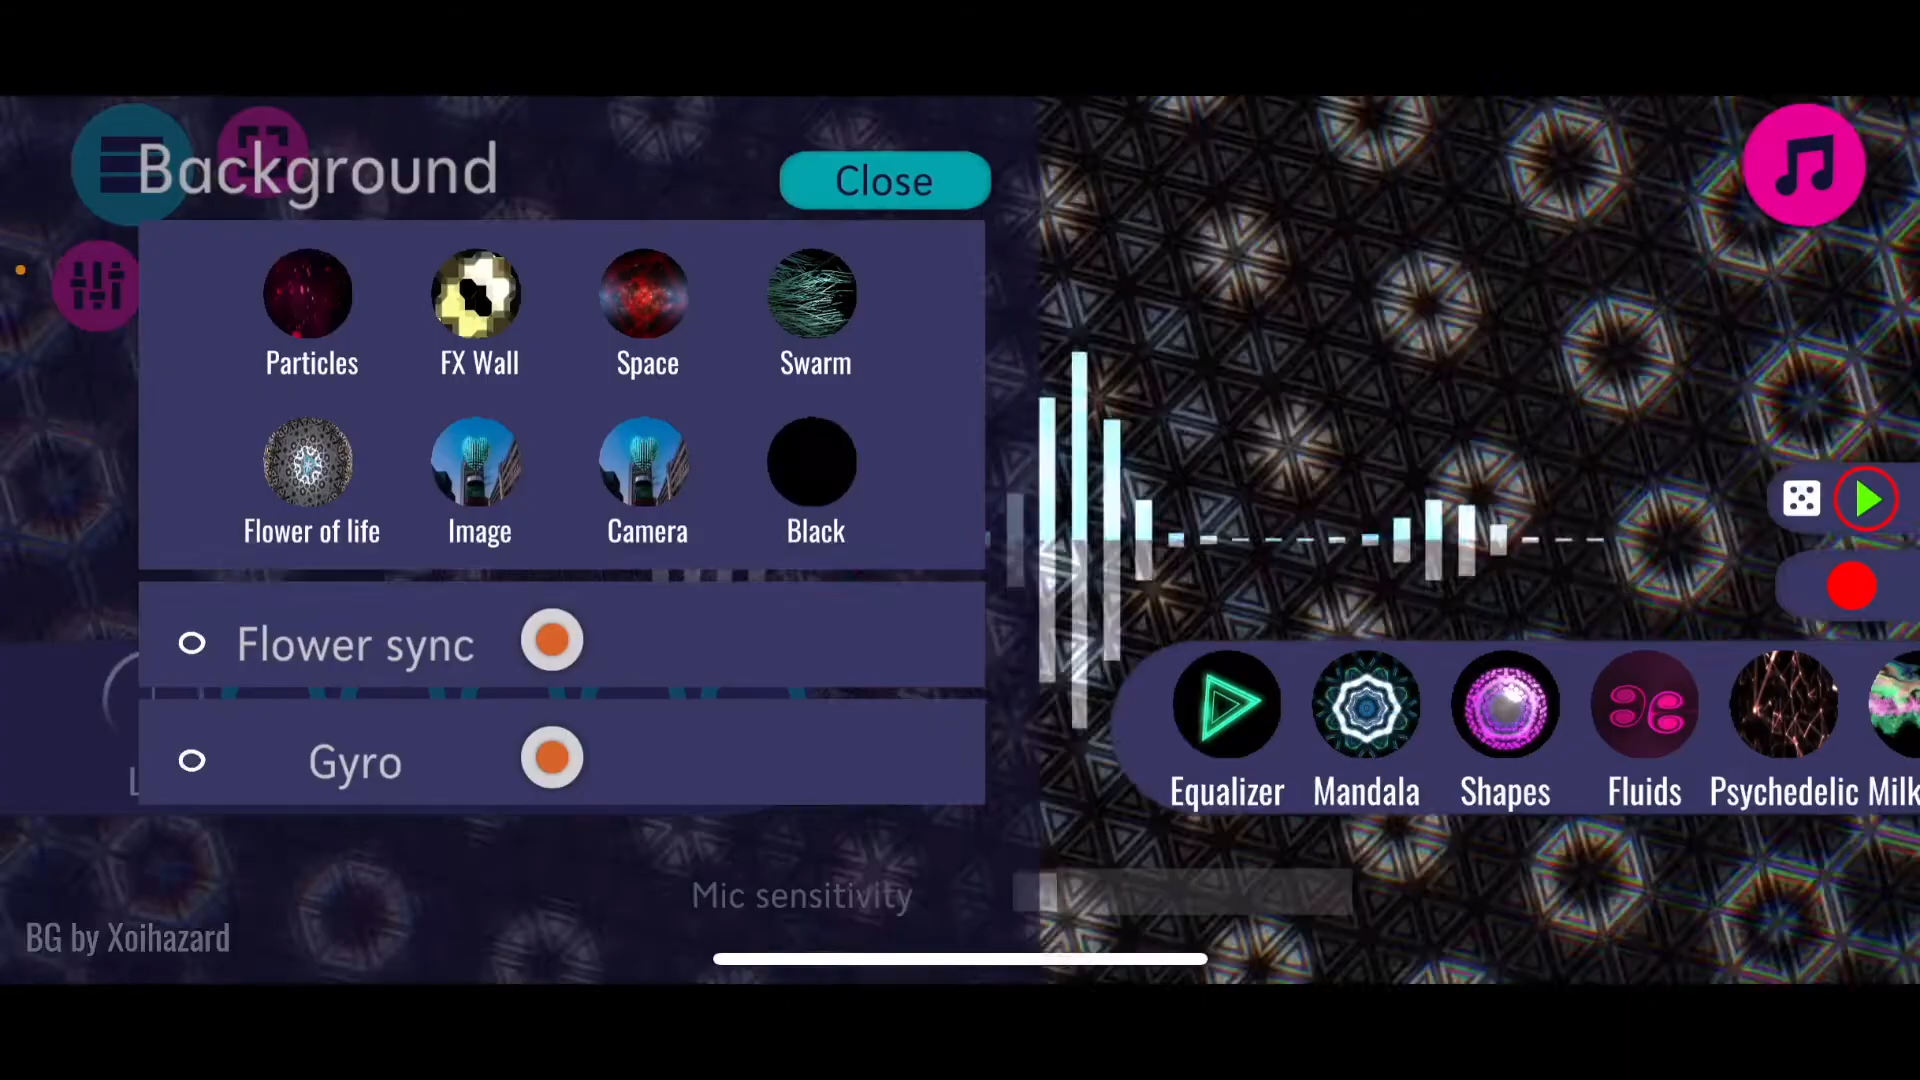 Background
Close
Particles
FX Wall
Space
Swarm
Flower of life
Image
Camera
Black
Flower sync
Gyro
Equalizer
Mandala
Shapes
Fluids
Psychedelic
Milk
Mic sensitivity
BG by Xoihazard